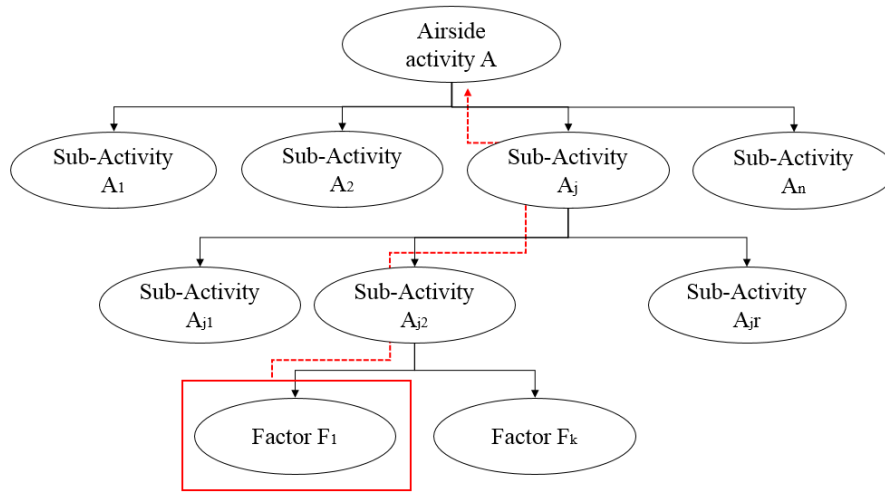 Airside
activity A
Sub-Activity
A₁
Sub-Activity
A₂
Sub-Activity
Aⱼ
Sub-Activity
Aₙ
Sub-Activity
Aⱼ₁
Sub-Activity
Aⱼ₂
Sub-Activity
Aⱼr
Factor F₁
Factor Fₖ